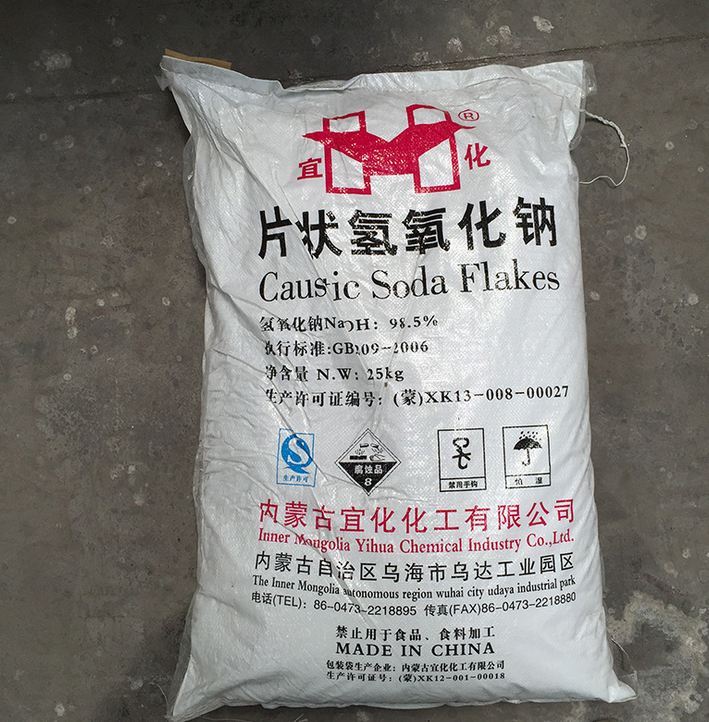 宜 化 ®
片状氢氧化钠
Caustic Soda Flakes
氢氧化钠NaOH: 98.5%
执行标准:GB209-2006
净含量 N.W: 25kg
生产许可证编号: (蒙)XK13-008-00027
生产许可
腐蚀品
8
禁用手钩
怕湿
内蒙古宜化化工有限公司
Inner Mongolia Yihua Chemical Industry Co.,Ltd.
内蒙古自治区乌海市乌达工业园区
The Inner Mongolia autonomous region wuhai city udaya industrial park
电话(TEL): 86-0473-2218895 传真(FAX)86-0473-2218880
禁止用于食品、食料加工
MADE IN CHINA
包装袋生产企业: 内蒙古宜化化工有限公司
生产许可证号: (蒙)XK12-001-00018